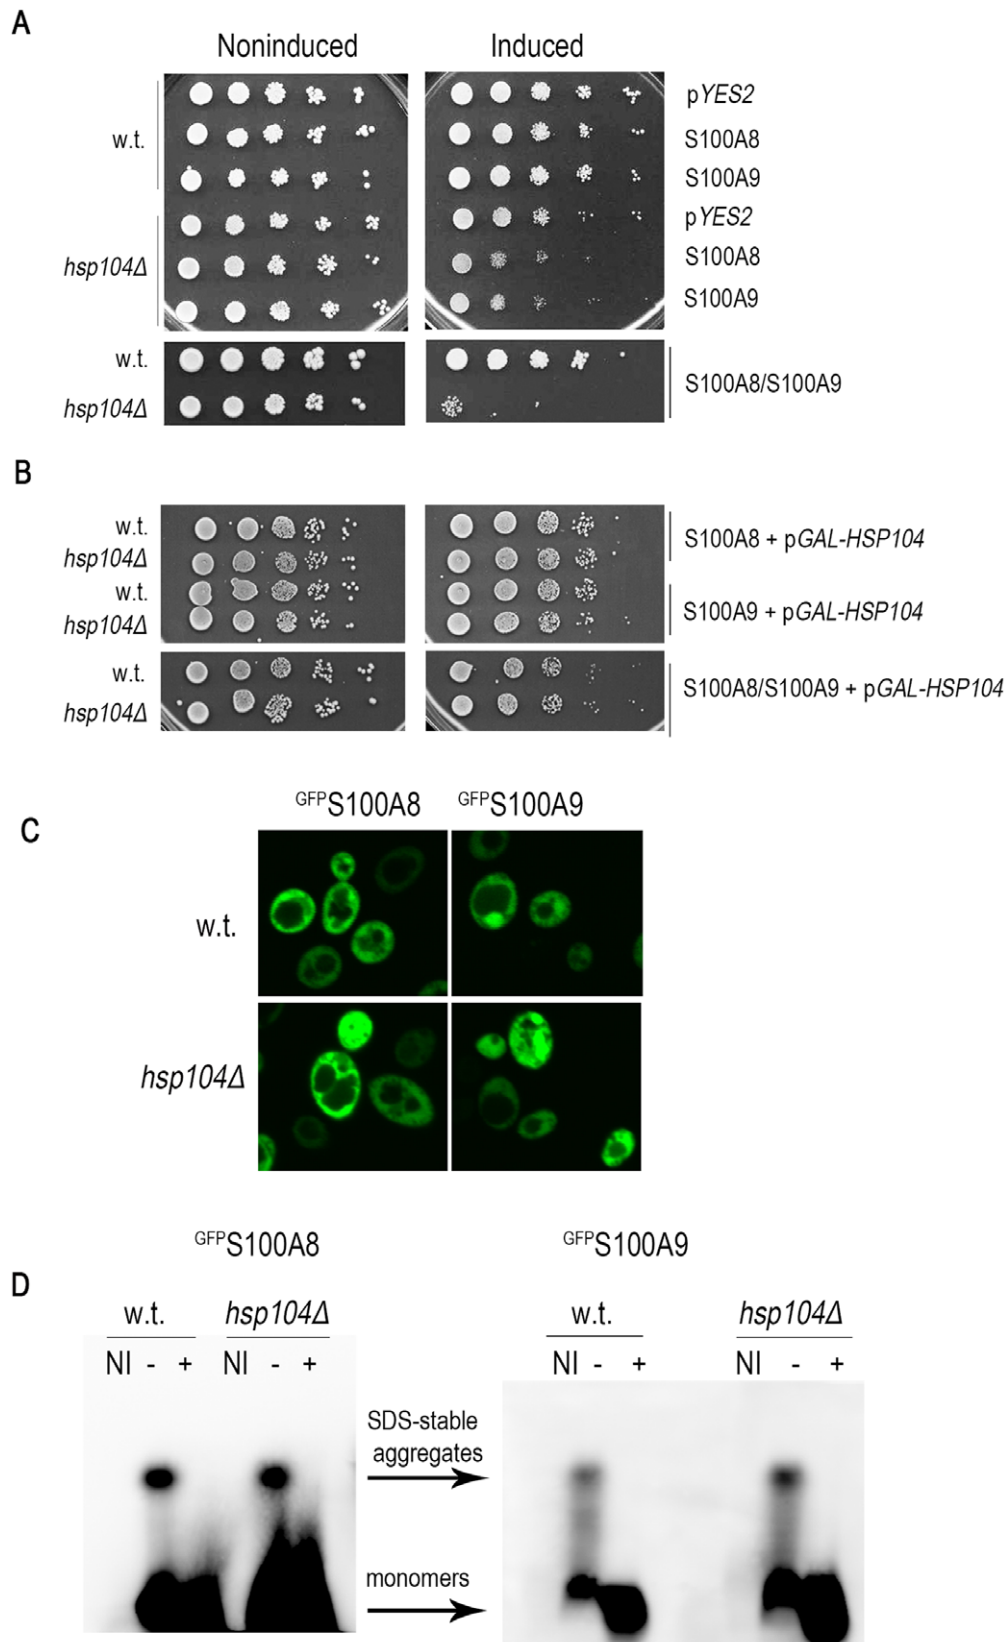 A
Noninduced Induced
w.t.
pYES2
S100A8
S100A9
hsp104Δ
pYES2
S100A8
S100A9
w.t.
hsp104Δ
S100A8/S100A9
B
w.t.
hsp104Δ
S100A8 + pGAL-HSP104
w.t.
hsp104Δ
S100A9 + pGAL-HSP104
w.t.
hsp104Δ
S100A8/S100A9 + pGAL-HSP104
C
GFPS100A8 GFPS100A9
w.t.
hsp104Δ
D
GFPS100A8 GFPS100A9
w.t. hsp104Δ w.t. hsp104Δ
NI - + NI - + NI - + NI - +
SDS-stable
aggregates
monomers